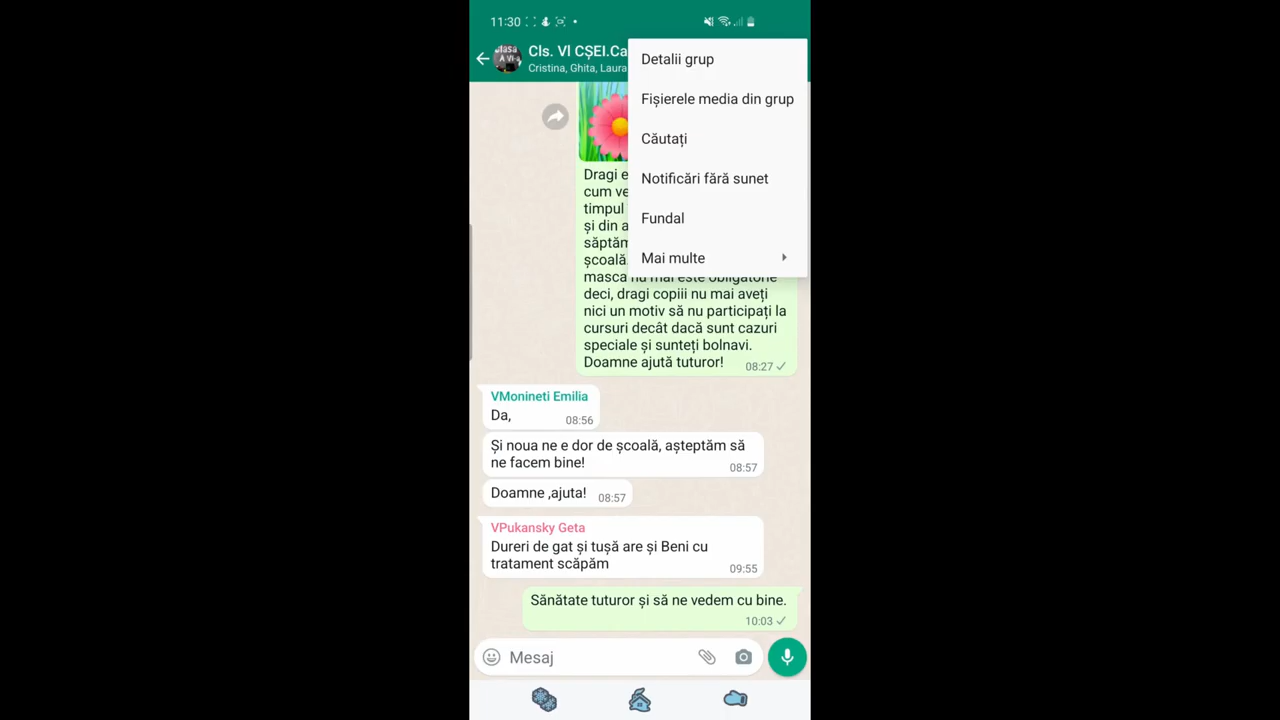 11:30
Cls. VI CȘEI.Ca
Cristina, Ghita, Laura
Detalii grup
Fișierele media din grup
Căutați
Notificări fără sunet
Fundal
Mai multe
Dragi e
cum ve
timpul
și din a
săptăm
școală.
masca nu mai este obligatorie
deci, dragi copiii nu mai aveți
nici un motiv să nu participați la
cursuri decât dacă sunt cazuri
speciale și sunteți bolnavi.
Doamne ajută tuturor!
08:27
VMonineti Emilia
Da,
08:56
Și noua ne e dor de școală, așteptăm să
ne facem bine!
08:57
Doamne ,ajuta!
08:57
VPukansky Geta
Dureri de gat și tușă are și Beni cu
tratament scăpăm
09:55
Sănătate tuturor și să ne vedem cu bine.
10:03
Mesaj